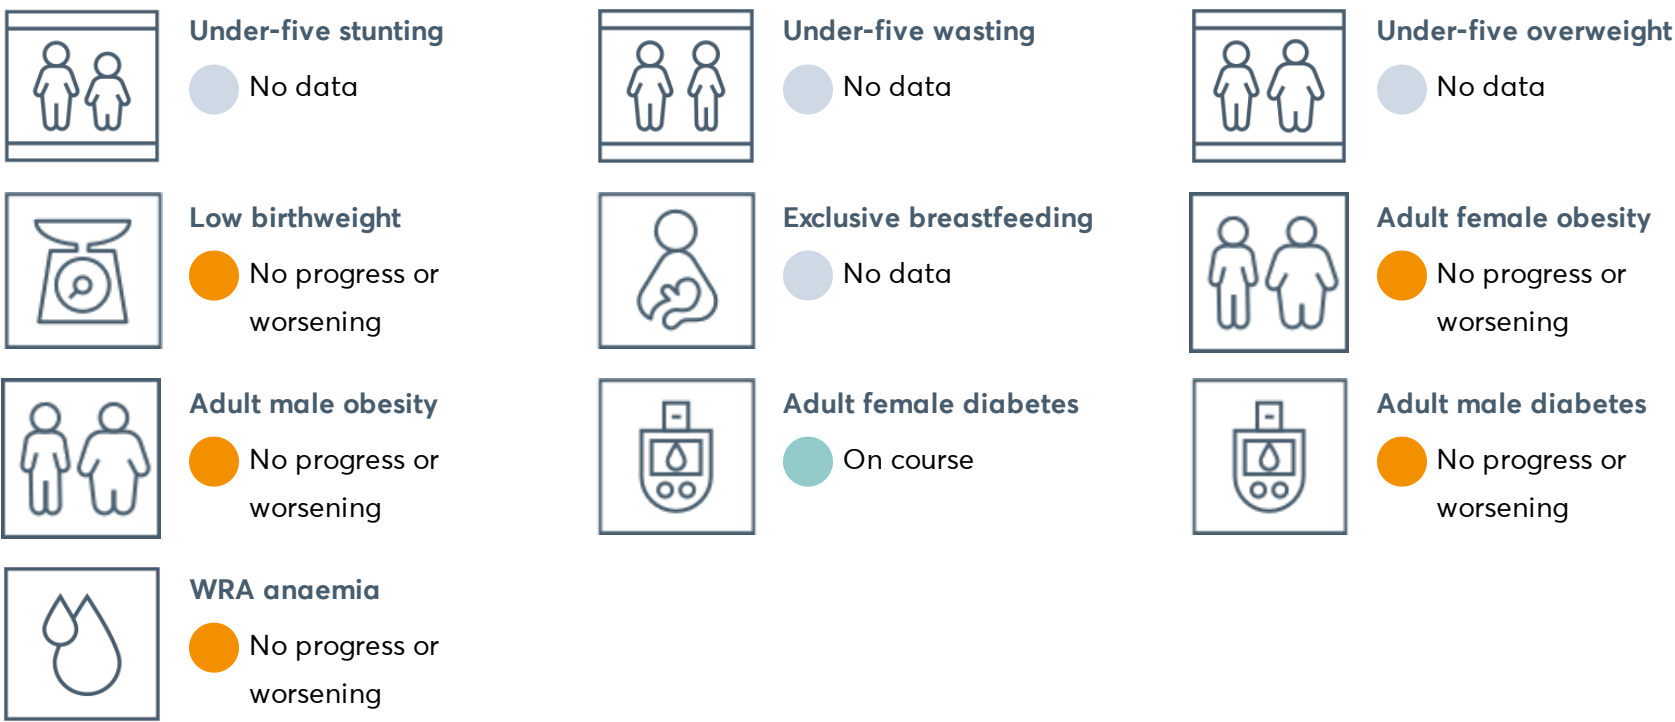 Under-five stunting
No data
Under-five wasting
No data
Under-five overweight
No data
Low birthweight
No progress or
worsening
Exclusive breastfeeding
No data
Adult female obesity
No progress or
worsening
Adult male obesity
No progress or
worsening
Adult female diabetes
On course
Adult male diabetes
No progress or
worsening
WRA anaemia
No progress or
worsening